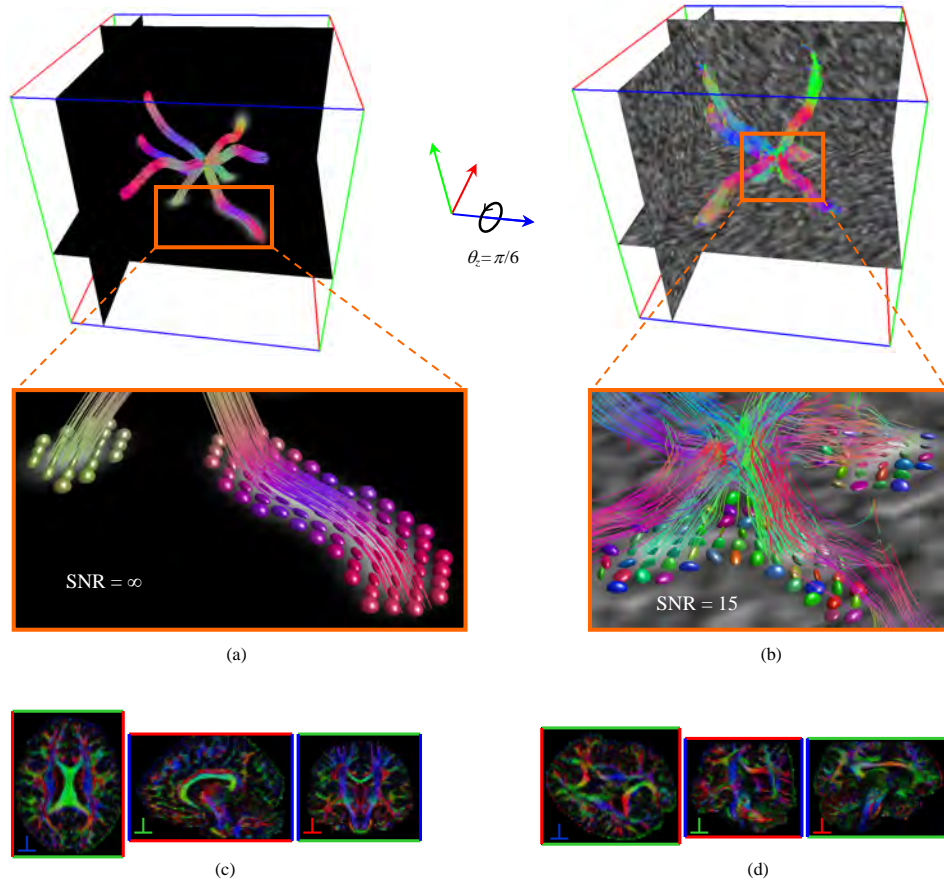 θz = π/6
SNR = ∞
SNR = 15
(a)
(b)
(c)
(d)